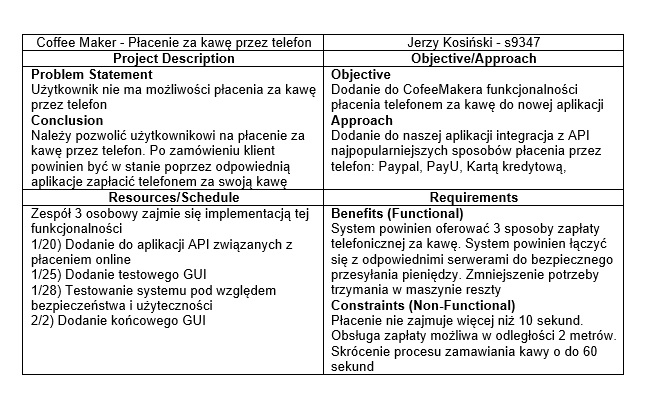 Coffee Maker - Płacenie za kawę przez telefon
Jerzy Kosiński - s9347
Project Description
Problem Statement
Użytkownik nie ma możliwości płacenia za kawę
przez telefon
Conclusion
Należy pozwolić użytkownikowi na płacenie za
kawę przez telefon. Po zamówieniu klient
powinien być w stanie poprzez odpowiednią
aplikacje zapłacić telefonem za swoją kawę
Objective/Approach
Objective
Dodanie do CofeeMakera funkcjonalności
płacenia telefonem za kawę do nowej aplikacji
Approach
Dodanie do naszej aplikacji integracja z API
najpopularniejszych sposobów płacenia przez
telefon: Paypal, PayU, Kartą kredytową,
Resources/Schedule
Zespół 3 osobowy zajmie się implementacją tej
funkcjonalności
1/20) Dodanie do aplikacji API związanych z
płaceniem online
1/25) Dodanie testowego GUI
1/28) Testowanie systemu pod względem
bezpieczeństwa i użyteczności
2/2) Dodanie końcowego GUI
Requirements
Benefits (Functional)
System powinien oferować 3 sposoby zapłaty
telefonicznej za kawę. System powinien łączyć
się z odpowiednimi serwerami do bezpiecznego
przesyłania pieniędzy. Zmniejszenie potrzeby
trzymania w maszynie reszty
Constraints (Non-Functional)
Płacenie nie zajmuje więcej niż 10 sekund.
Obsługa zapłaty możliwa w odległości 2 metrów.
Skrócenie procesu zamawiania kawy o do 60
sekund